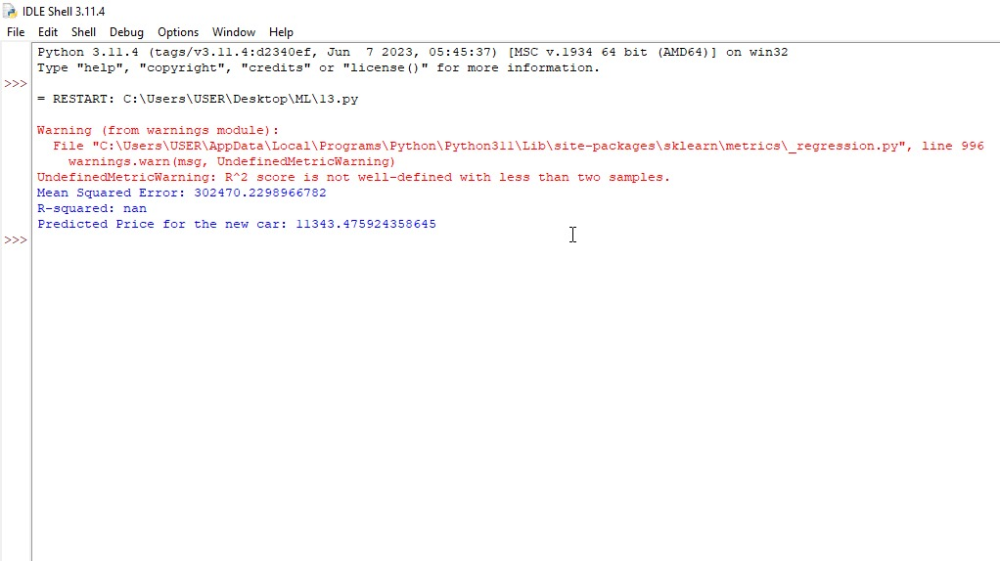 IDLE Shell 3.11.4
File Edit Shell Debug Options Window Help
Python 3.11.4 (tags/v3.11.4:d2340ef, Jun  7 2023, 05:45:37) [MSC v.1934 64 bit (AMD64)] on win32
Type "help", "copyright", "credits" or "license()" for more information.
>>>
= RESTART: C:\Users\USER\Desktop\ML\13.py
Warning (from warnings module):
  File "C:\Users\USER\AppData\Local\Programs\Python\Python311\Lib\site-packages\sklearn\metrics\_regression.py", line 996
    warnings.warn(msg, UndefinedMetricWarning)
UndefinedMetricWarning: R^2 score is not well-defined with less than two samples.
Mean Squared Error: 302470.2298966782
R-squared: nan
Predicted Price for the new car: 11343.475924358645
>>>